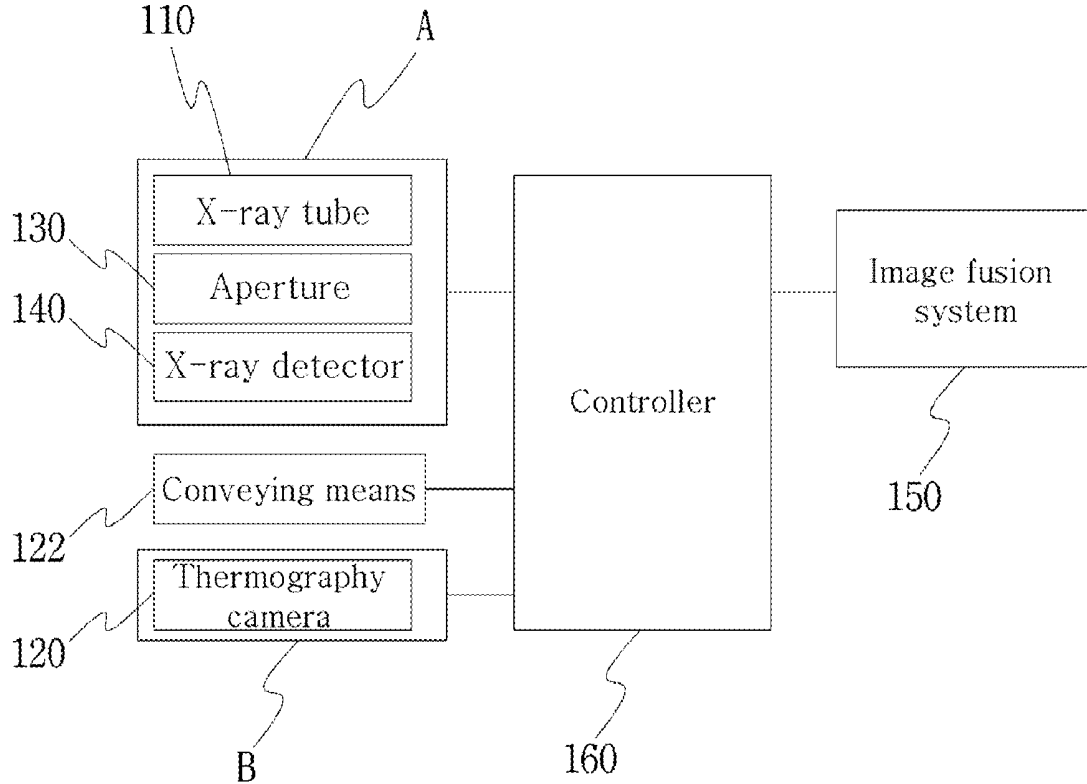 110
A
X-ray tube
130
Aperture
140
X-ray detector
Image fusion
system
Controller
Conveying means
150
122
Thermography
camera
120
B
160